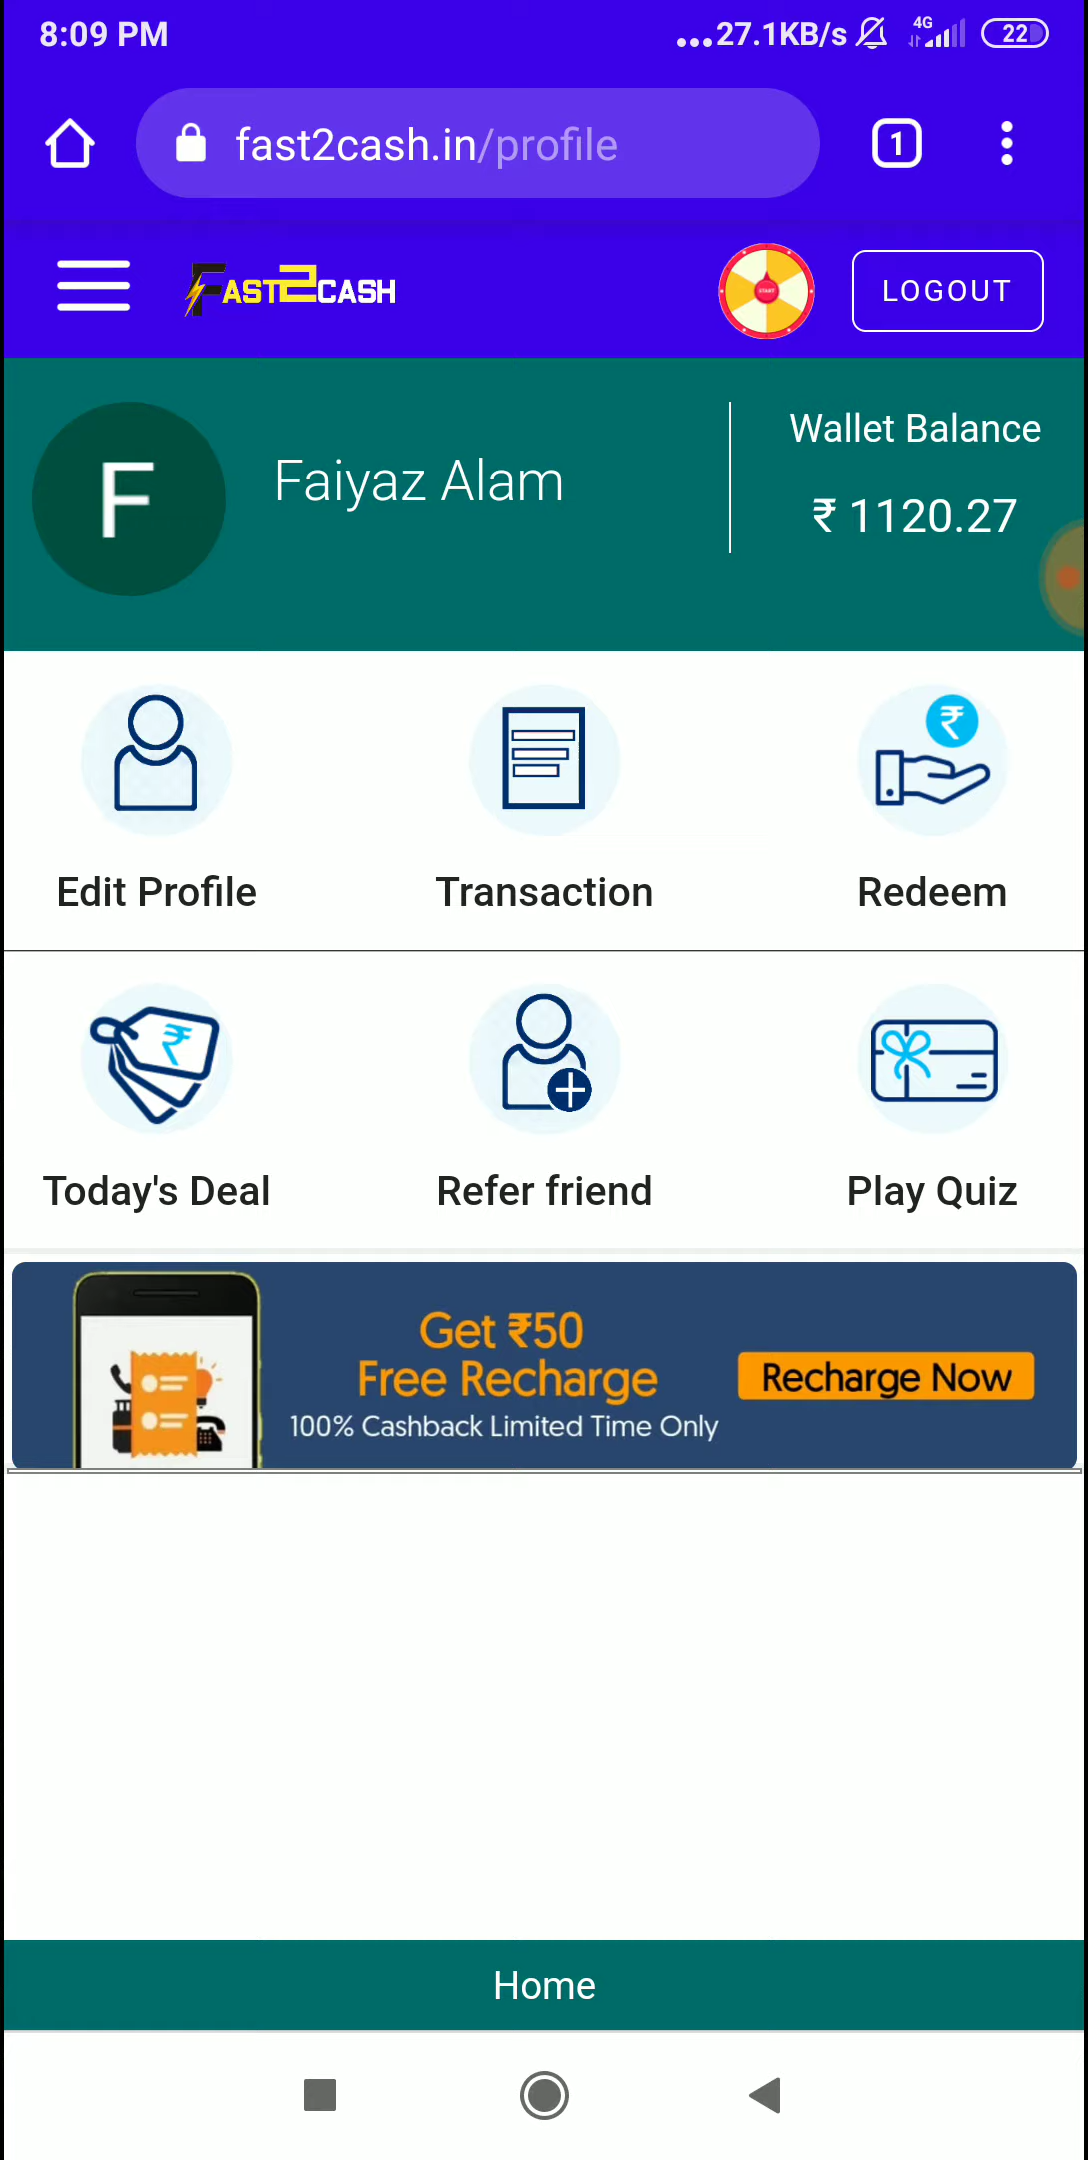 8:09 PM
...27.1KB/s 4G 22
fast2cash.in/profile 1
FAST2CASH
START
LOGOUT
F
Faiyaz Alam
Wallet Balance
₹ 1120.27
₹
Edit Profile Transaction Redeem
₹
Today's Deal Refer friend Play Quiz
Get ₹50
Free Recharge
100% Cashback Limited Time Only
Recharge Now
Home